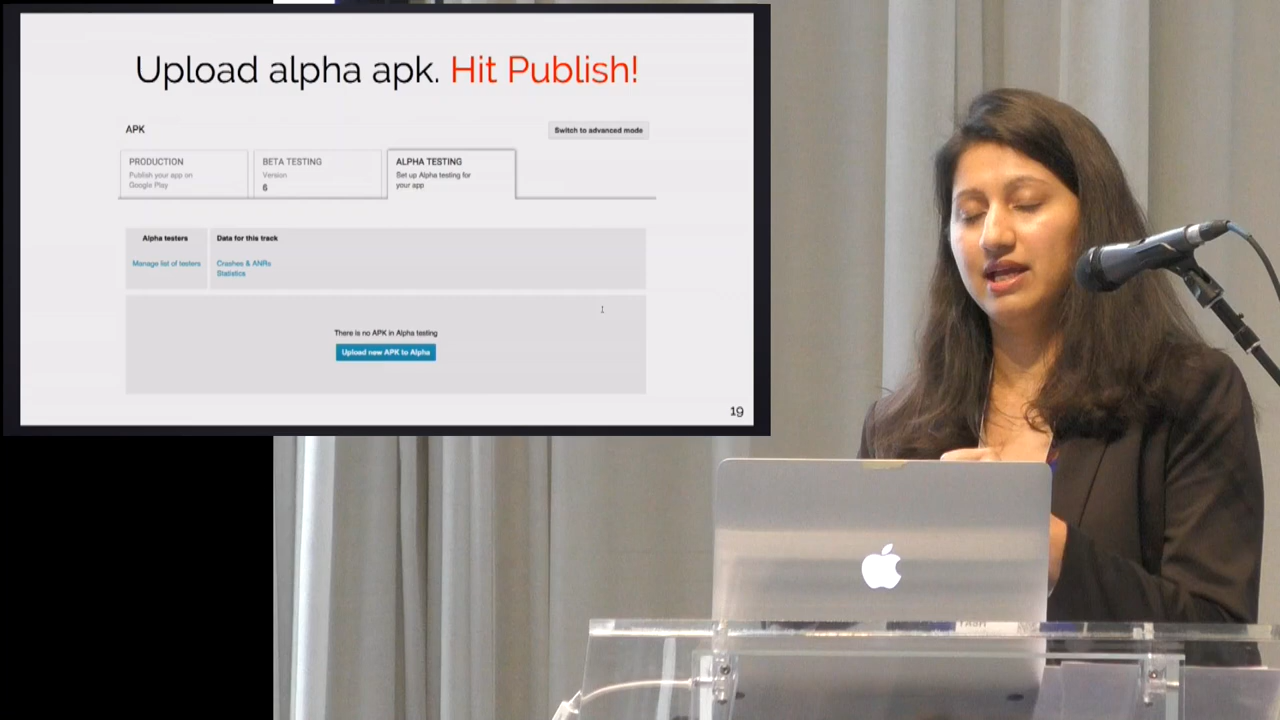 Upload alpha apk. Hit Publish!
APK
Switch to advanced mode
PRODUCTION
Publish your app on
Google Play
BETA TESTING
Version
6
ALPHA TESTING
Set up Alpha testing for
your app
Alpha testers
Data for this track
Manage list of testers
Crashes & ANRs
Statistics
There is no APK in Alpha testing
Upload new APK to Alpha
19